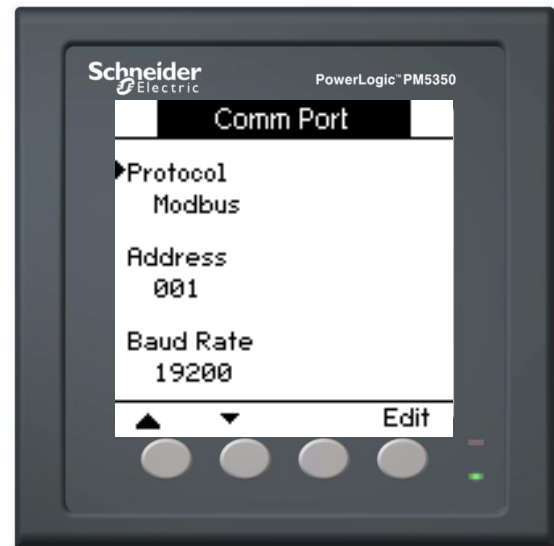 Schneider
Electric
PowerLogic™ PM5350
Comm Port
Protocol
Modbus
Address
001
Baud Rate
19200
Edit